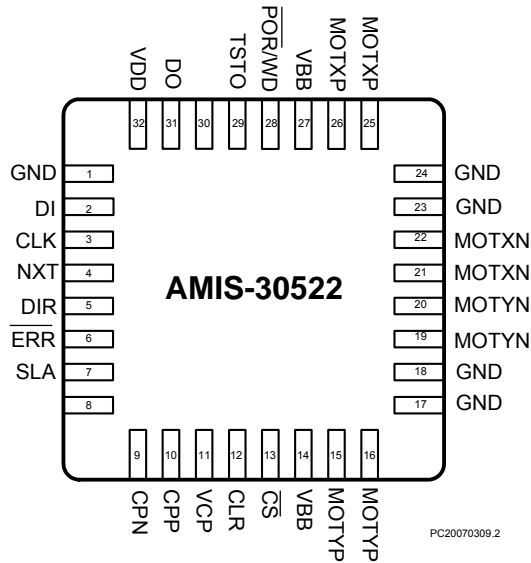 VDD
DO
TSTO
POR/WD
VBB
MOTXP
MOTXP
32
31
30
29
28
27
26
25
GND 1
DI 2
CLK 3
NXT 4
DIR 5
ERR 6
SLA 7
8
24 GND
23 GND
22 MOTXN
21 MOTXN
20 MOTYN
19 MOTYN
18 GND
17 GND
AMIS-30522
9
10
11
12
13
14
15
16
CPN
CPP
VCP
CLR
CS
VBB
MOTYP
MOTYP
PC20070309.2